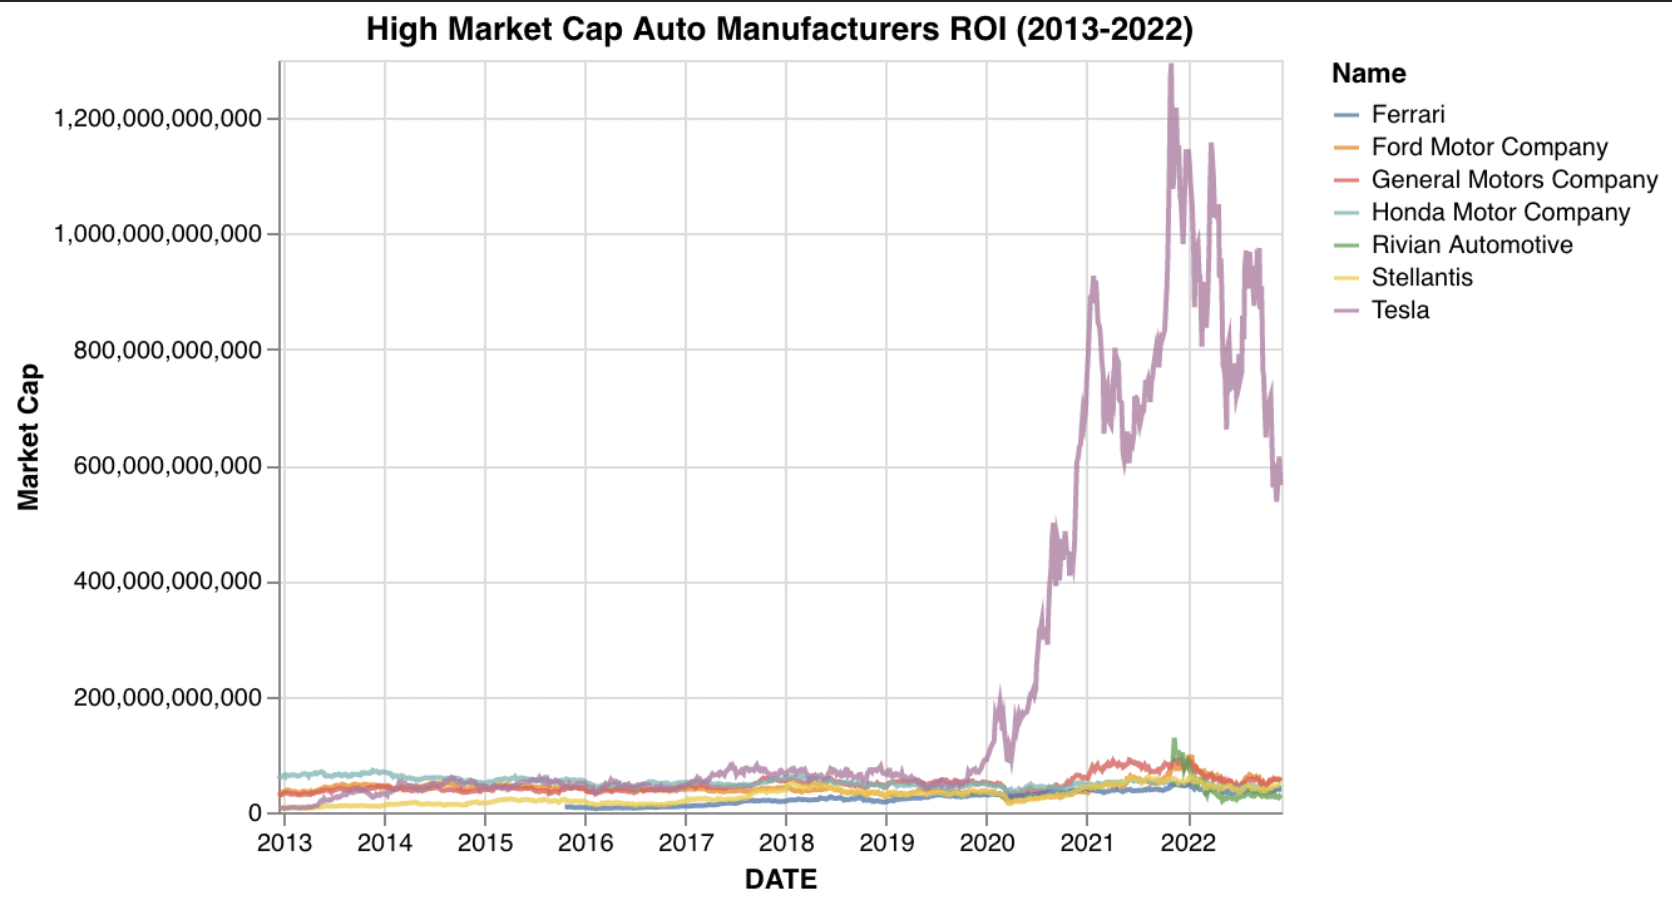 High Market Cap Auto Manufacturers ROI (2013-2022)
Name
Ferrari
Ford Motor Company
General Motors Company
Honda Motor Company
Rivian Automotive
Stellantis
Tesla
Market Cap
1,200,000,000,000
1,000,000,000,000
800,000,000,000
600,000,000,000
400,000,000,000
200,000,000,000
0
2013 2014 2015 2016 2017 2018 2019 2020 2021 2022
DATE